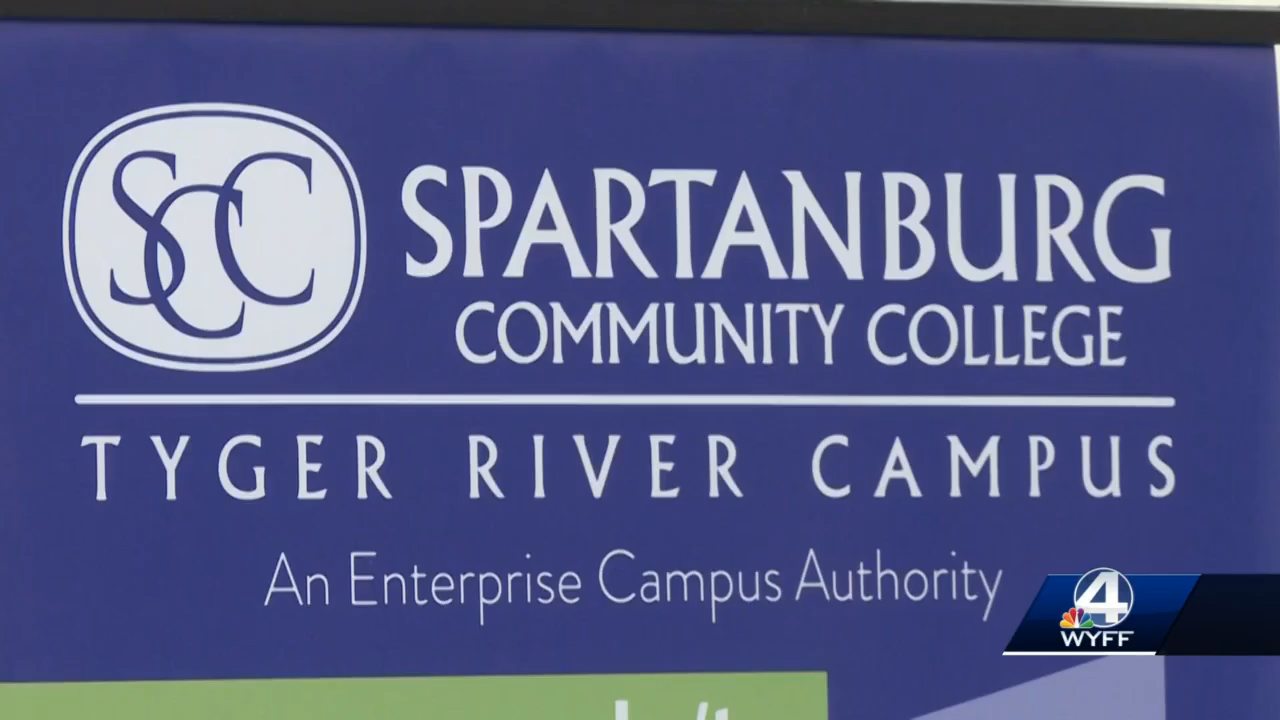 SCC
SPARTANBURG
COMMUNITY COLLEGE
TYGER RIVER CAMPUS
An Enterprise Campus Authority
4
WYFF